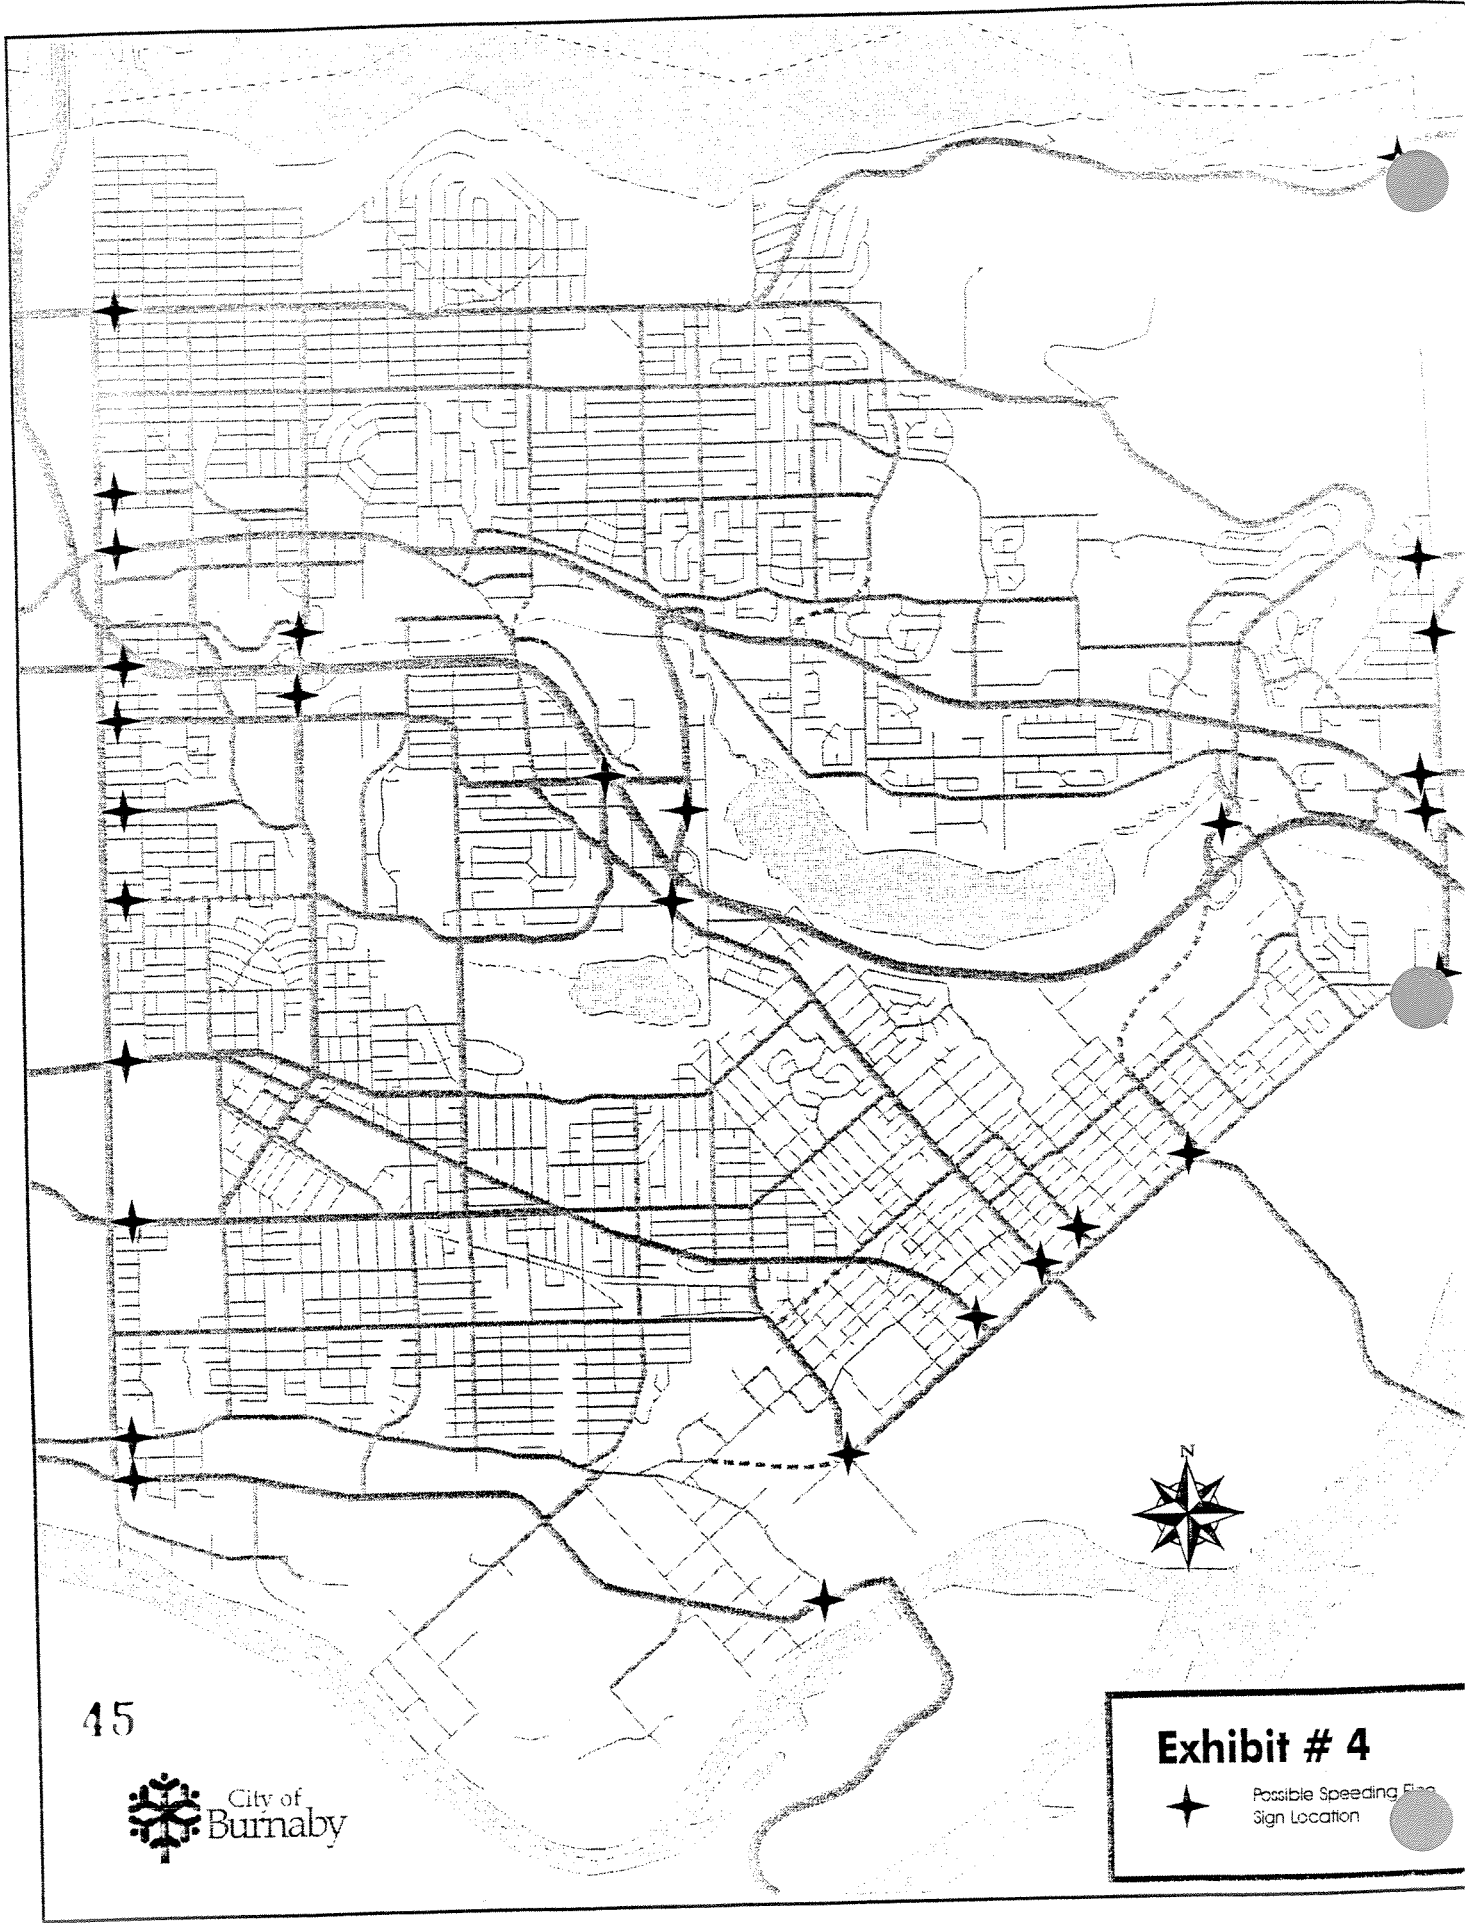 N
45
City of
Burnaby
Exhibit # 4
Possible Speeding
Sign Location